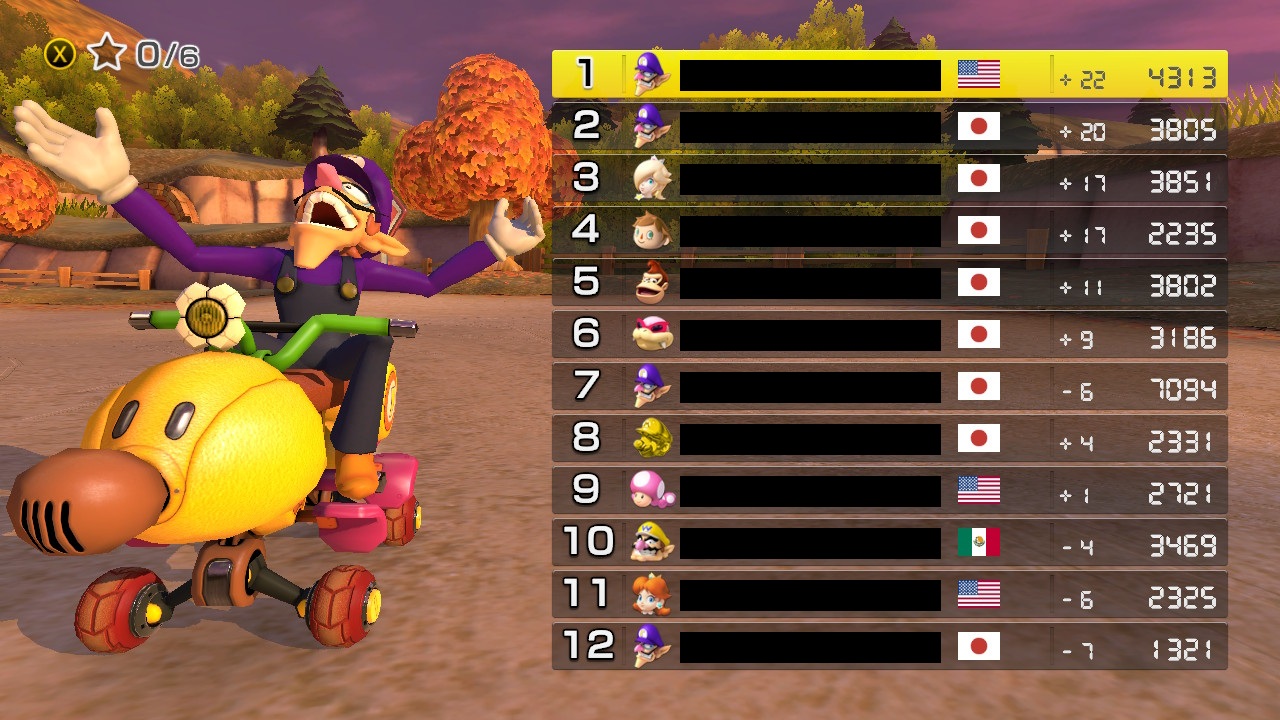 X 0/6
1 + 22 4313
2 + 20 3805
3 + 17 3851
4 + 17 2235
5 + 11 3802
6 + 9 3186
7 - 6 7094
8 + 4 2331
9 + 1 2721
10 - 4 3469
11 - 6 2325
12 - 7 1321